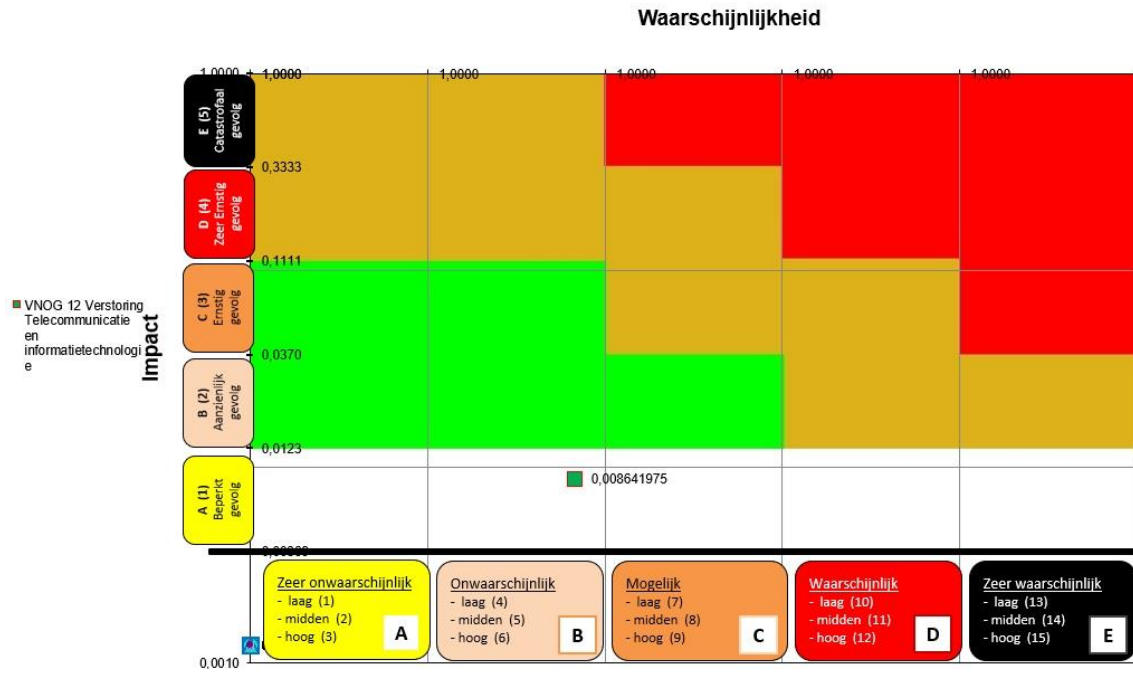 Waarschijnlijkheid
1,0000
1,0000
1,0000
1,0000
1,0000
1,0000
E (5)
Catastrofaal
gevolg
0,3333
D (4)
Zeer Ernstig
gevolg
0,1111
C (3)
Ernstig
gevolg
VNOG 12 Verstoring
Telecommunicatie
en
informatietechnologi
e
Impact
0,0370
B (2)
Aanzienlijk
gevolg
0,0123
A (1)
Beperkt
gevolg
0,008641975
Zeer onwaarschijnlijk
- laag (1)
- midden (2)
- hoog (3)
A
Onwaarschijnlijk
- laag (4)
- midden (5)
- hoog (6)
B
Mogelijk
- laag (7)
- midden (8)
- hoog (9)
C
Waarschijnlijk
- laag (10)
- midden (11)
- hoog (12)
D
Zeer waarschijnlijk
- laag (13)
- midden (14)
- hoog (15)
E
0,0010